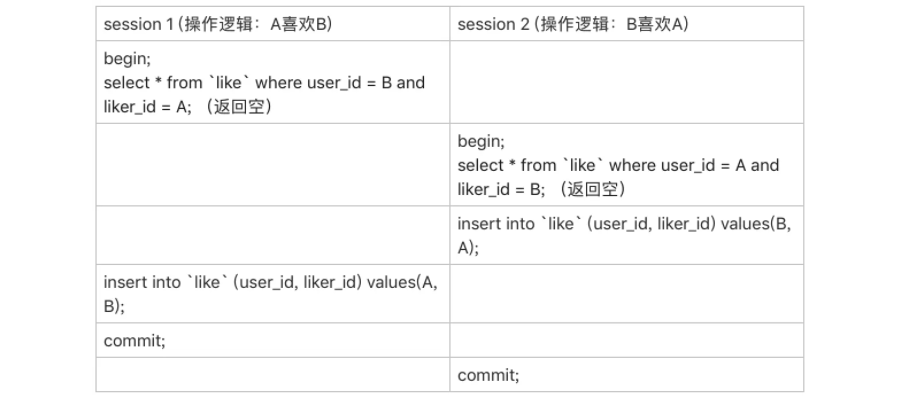 session 1 (操作逻辑：A喜欢B)
session 2 (操作逻辑：B喜欢A)
begin;
select * from `like` where user_id = B and
liker_id = A; （返回空）
begin;
select * from `like` where user_id = A and
liker_id = B; （返回空）
insert into `like` (user_id, liker_id) values(B,
A);
insert into `like` (user_id, liker_id) values(A,
B);
commit;
commit;